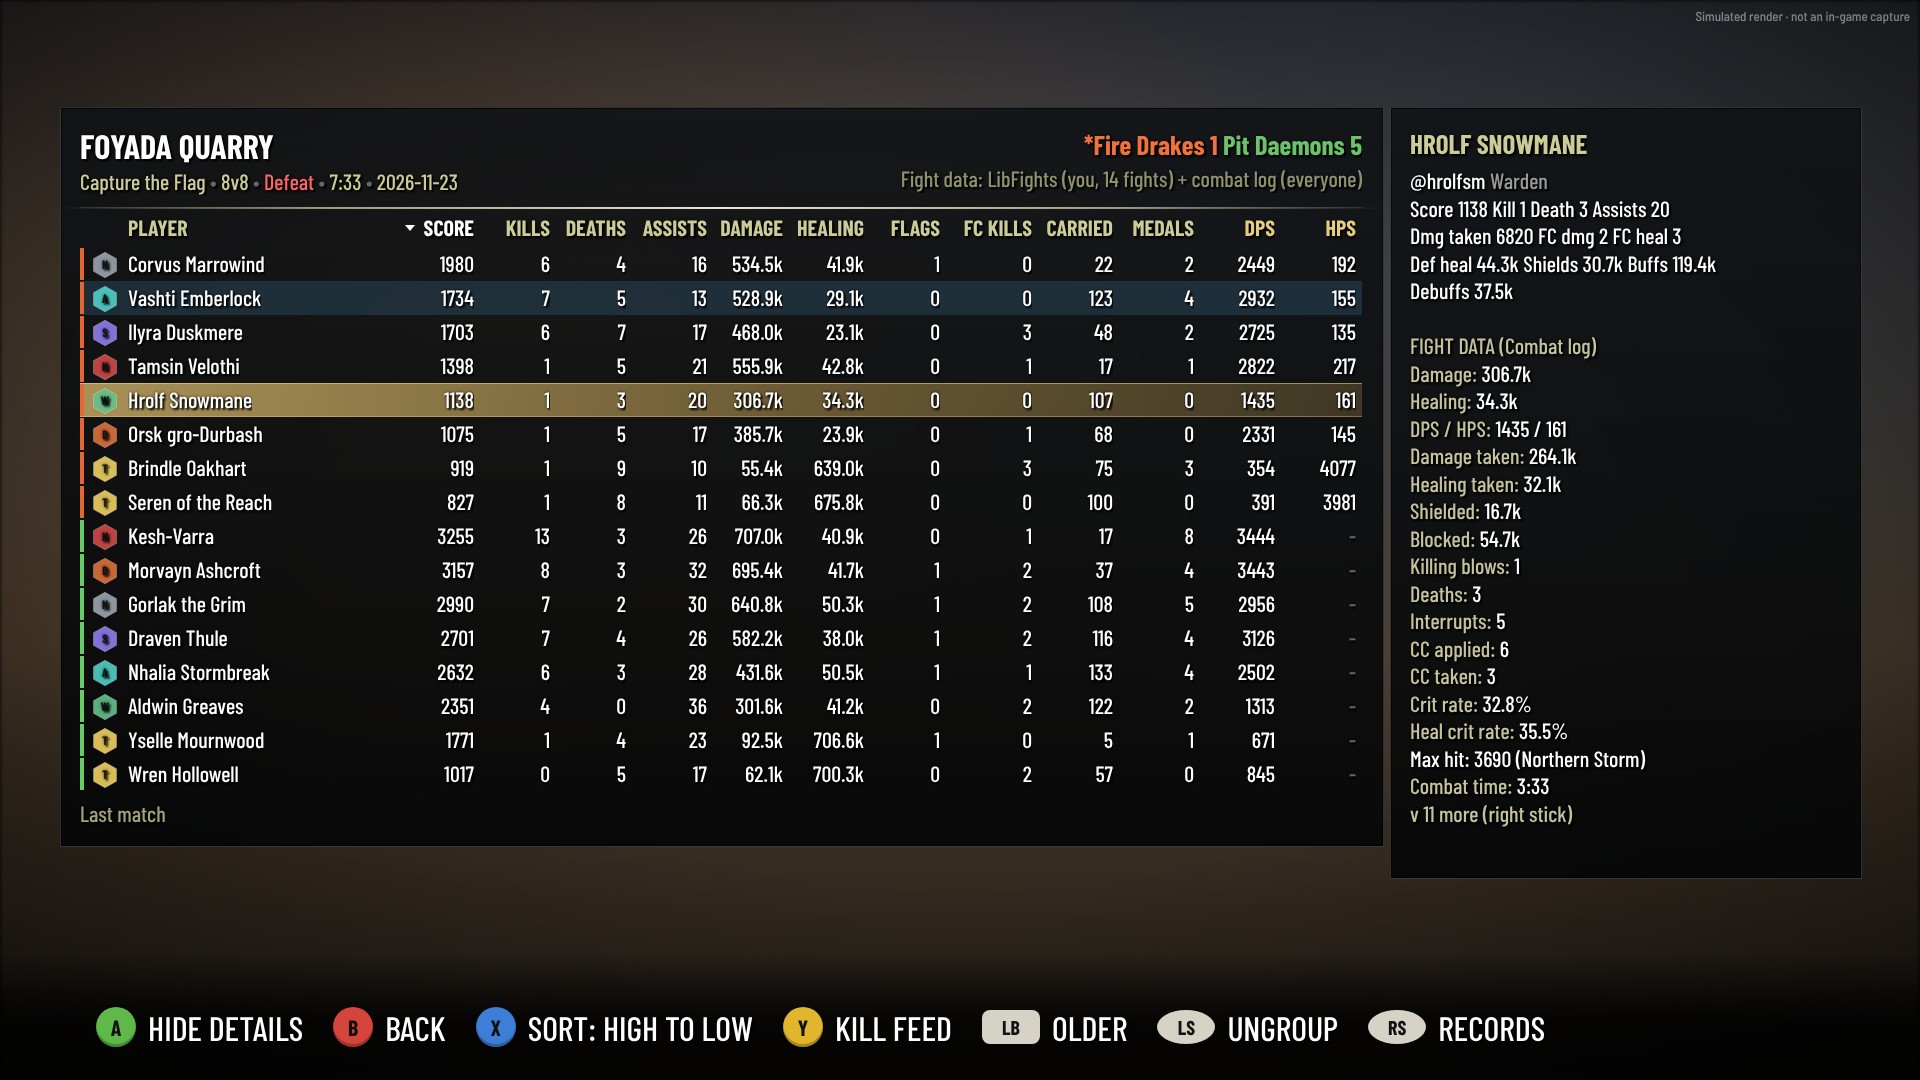 Simulated render · not an in-game capture
FOYADA QUARRY
*Fire Drakes 1 Pit Daemons 5
Capture the Flag • 8v8 • Defeat • 7:33 • 2026-11-23
Fight data: LibFights (you, 14 fights) + combat log (everyone)
PLAYER SCORE KILLS DEATHS ASSISTS DAMAGE HEALING FLAGS FC KILLS CARRIED MEDALS DPS HPS
Corvus Marrowind 1980 6 4 16 534.5k 41.9k 1 0 22 2 2449 192
Vashti Emberlock 1734 7 5 13 528.9k 29.1k 0 0 123 4 2932 155
Ilyra Duskmere 1703 6 7 17 468.0k 23.1k 0 3 48 2 2725 135
Tamsin Velothi 1398 1 5 21 555.9k 42.8k 0 1 17 1 2822 217
Hrolf Snowmane 1138 1 3 20 306.7k 34.3k 0 0 107 0 1435 161
Orsk gro-Durbash 1075 1 5 17 385.7k 23.9k 0 1 68 0 2331 145
Brindle Oakhart 919 1 9 10 55.4k 639.0k 0 3 75 3 354 4077
Seren of the Reach 827 1 8 11 66.3k 675.8k 0 0 100 0 391 3981
Kesh-Varra 3255 13 3 26 707.0k 40.9k 0 1 17 8 3444 -
Morvayn Ashcroft 3157 8 3 32 695.4k 41.7k 1 2 37 4 3443 -
Gorlak the Grim 2990 7 2 30 640.8k 50.3k 1 2 108 5 2956 -
Draven Thule 2701 7 4 26 582.2k 38.0k 1 2 116 4 3126 -
Nhalia Stormbreak 2632 6 3 28 431.6k 50.5k 1 1 133 4 2502 -
Aldwin Greaves 2351 4 0 36 301.6k 41.2k 0 2 122 2 1313 -
Yselle Mournwood 1771 1 4 23 92.5k 706.6k 1 0 5 1 671 -
Wren Hollowell 1017 0 5 17 62.1k 700.3k 0 2 57 0 845 -
Last match
HROLF SNOWMANE
@hrolfsm Warden
Score 1138 Kill 1 Death 3 Assists 20
Dmg taken 6820 FC dmg 2 FC heal 3
Def heal 44.3k Shields 30.7k Buffs 119.4k
Debuffs 37.5k
FIGHT DATA (Combat log)
Damage: 306.7k
Healing: 34.3k
DPS / HPS: 1435 / 161
Damage taken: 264.1k
Healing taken: 32.1k
Shielded: 16.7k
Blocked: 54.7k
Killing blows: 1
Deaths: 3
Interrupts: 5
CC applied: 6
CC taken: 3
Crit rate: 32.8%
Heal crit rate: 35.5%
Max hit: 3690 (Northern Storm)
Combat time: 3:33
v 11 more (right stick)
A HIDE DETAILS B BACK X SORT: HIGH TO LOW Y KILL FEED LB OLDER LS UNGROUP RS RECORDS